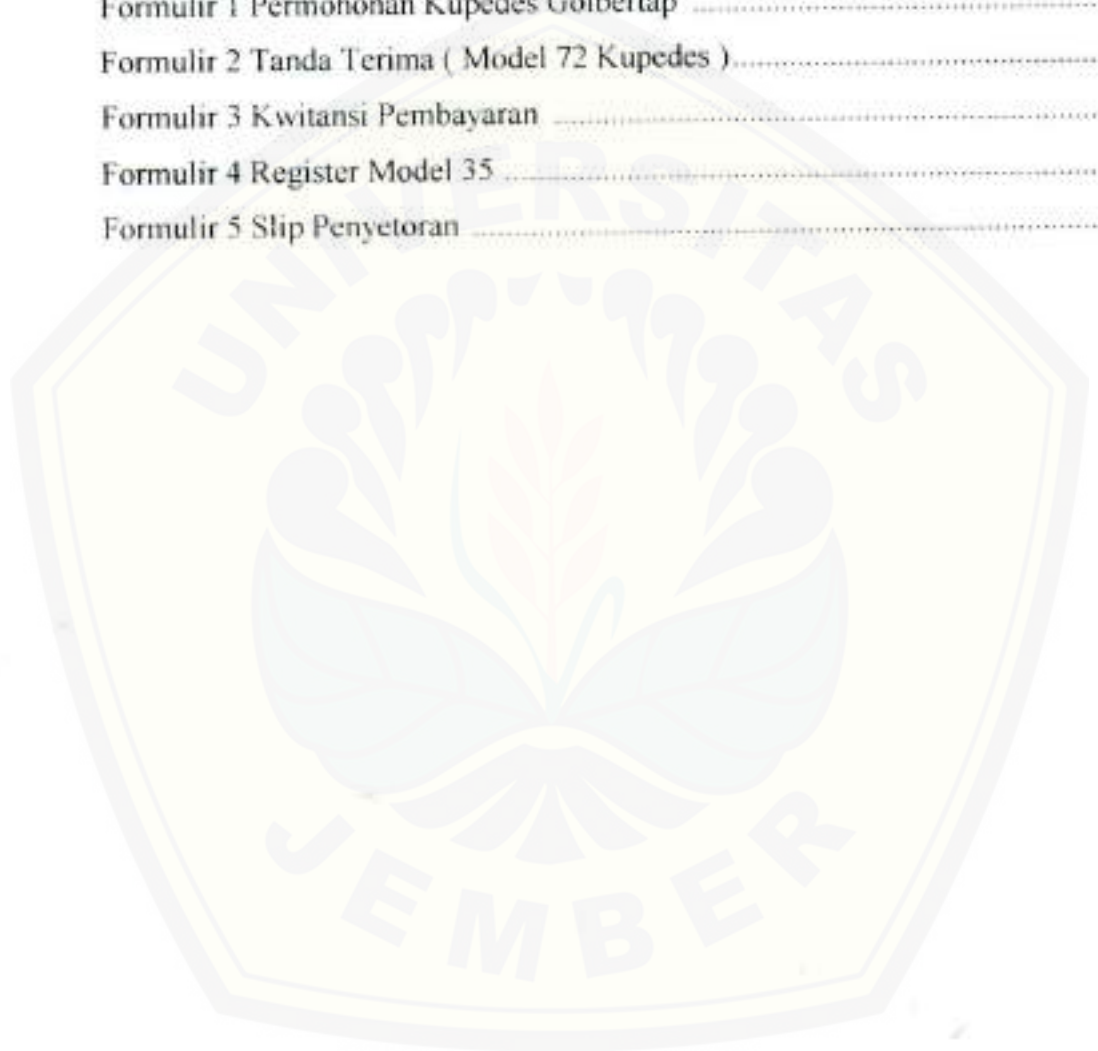 Formulir 1 Permohonan Kupedes Golbertap ........................................
Formulir 2 Tanda Terima ( Model 72 Kupedes )........................................
Formulir 3 Kwitansi Pembayaran ........................................
Formulir 4 Register Model 35 ........................................
Formulir 5 Slip Penyetoran ........................................
UNIVERSITAS
JEMBER